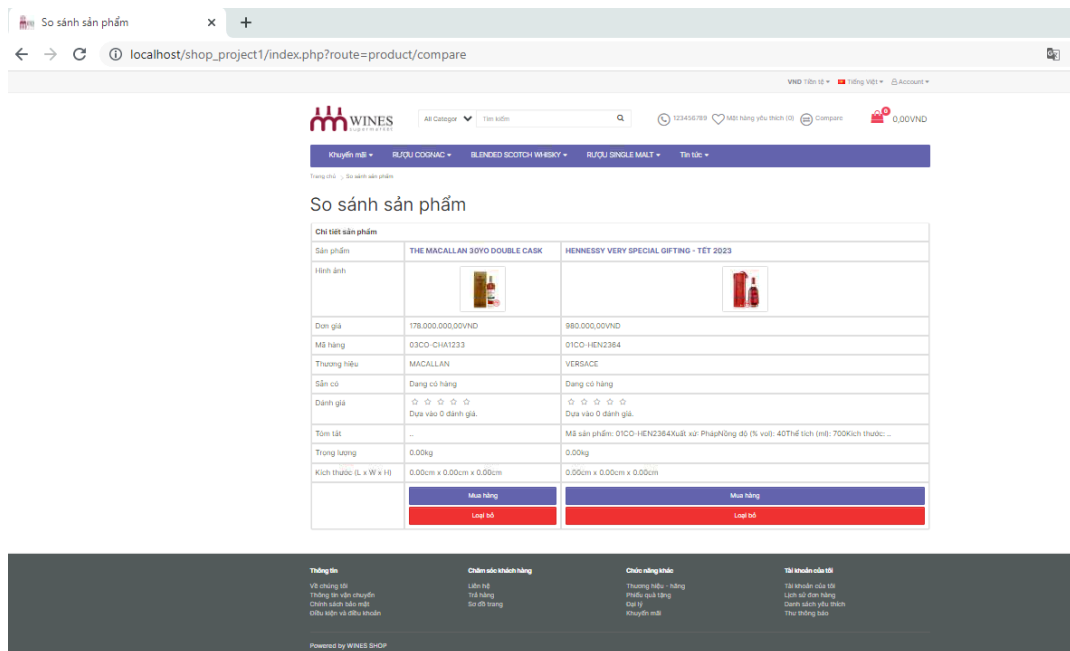 So sánh sản phẩm
localhost/shop_project1/index.php?route=product/compare
VND Tiền tệ Tiếng Việt Account
WINES
supermarket
All Categor Tìm kiếm 123456789 Mặt hàng yêu thích (0) Compare 0 0,00VND
Khuyến mãi RƯỢU COGNAC BLENDED SCOTCH WHISKY RƯỢU SINGLE MALT Tin tức
Trang chủ So sánh sản phẩm
So sánh sản phẩm
Chi tiết sản phẩm
Sản phẩm THE MACALLAN 30YO DOUBLE CASK HENNESSY VERY SPECIAL GIFTING - TẾT 2023
Hình ảnh
Đơn giá 178.000.000,00VND 980.000,00VND
Mã hàng 03CO-CHA1233 01CO-HEN2364
Thương hiệu MACALLAN VERSACE
Sẵn có Đang có hàng Đang có hàng
Đánh giá
Dựa vào 0 đánh giá. Dựa vào 0 đánh giá.
Tóm tắt .. Mã sản phẩm: 01CO-HEN2364Xuất xứ: PhápNồng độ (% vol): 40Thể tích (ml): 700Kích thước: ..
Trọng lượng 0.00kg 0.00kg
Kích thước (L x W x H) 0.00cm x 0.00cm x 0.00cm 0.00cm x 0.00cm x 0.00cm
Mua hàng Mua hàng
Loại bỏ Loại bỏ
Thông tin Chăm sóc khách hàng Chức năng khác Tài khoản của tôi
Về chúng tôi Liên hệ Thương hiệu - hãng Tài khoản của tôi
Thông tin vận chuyển Trả hàng Phiếu quà tặng Lịch sử đơn hàng
Chính sách bảo mật Sơ đồ trang Đại lý Danh sách yêu thích
Điều kiện và điều khoản Khuyến mãi Thư thông báo
Powered by WINES SHOP